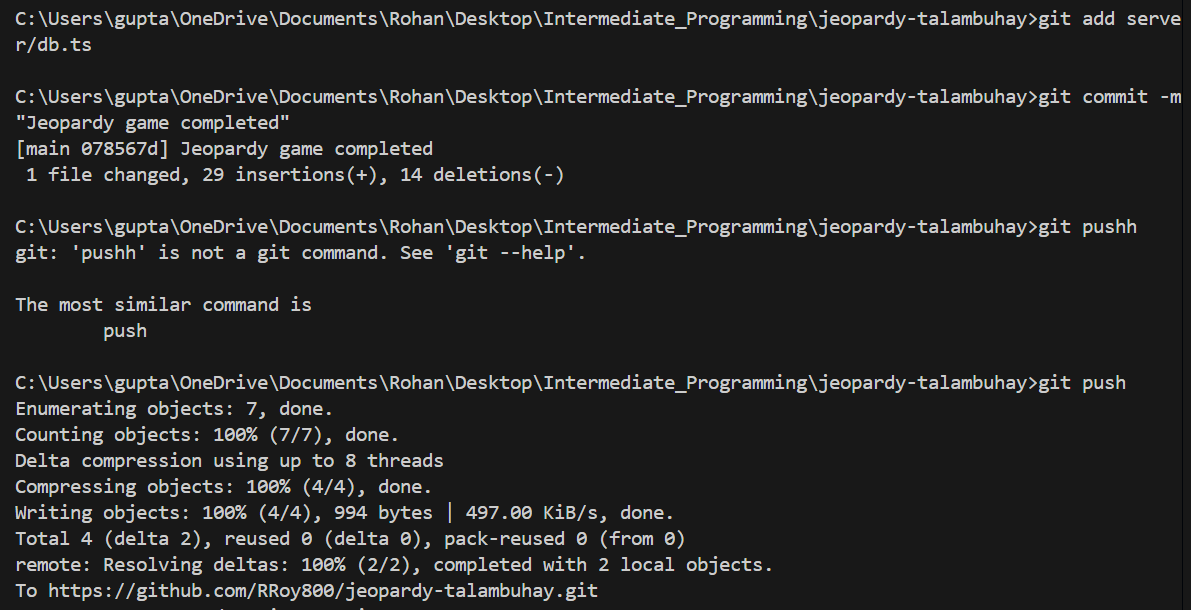 C:\Users\gupta\OneDrive\Documents\Rohan\Desktop\Intermediate_Programming\jeopardy-talambuhay>git add serve
r/db.ts
C:\Users\gupta\OneDrive\Documents\Rohan\Desktop\Intermediate_Programming\jeopardy-talambuhay>git commit -m
"Jeopardy game completed"
[main 078567d] Jeopardy game completed
 1 file changed, 29 insertions(+), 14 deletions(-)
C:\Users\gupta\OneDrive\Documents\Rohan\Desktop\Intermediate_Programming\jeopardy-talambuhay>git pushh
git: 'pushh' is not a git command. See 'git --help'.
The most similar command is
        push
C:\Users\gupta\OneDrive\Documents\Rohan\Desktop\Intermediate_Programming\jeopardy-talambuhay>git push
Enumerating objects: 7, done.
Counting objects: 100% (7/7), done.
Delta compression using up to 8 threads
Compressing objects: 100% (4/4), done.
Writing objects: 100% (4/4), 994 bytes | 497.00 KiB/s, done.
Total 4 (delta 2), reused 0 (delta 0), pack-reused 0 (from 0)
remote: Resolving deltas: 100% (2/2), completed with 2 local objects.
To https://github.com/RRoy800/jeopardy-talambuhay.git